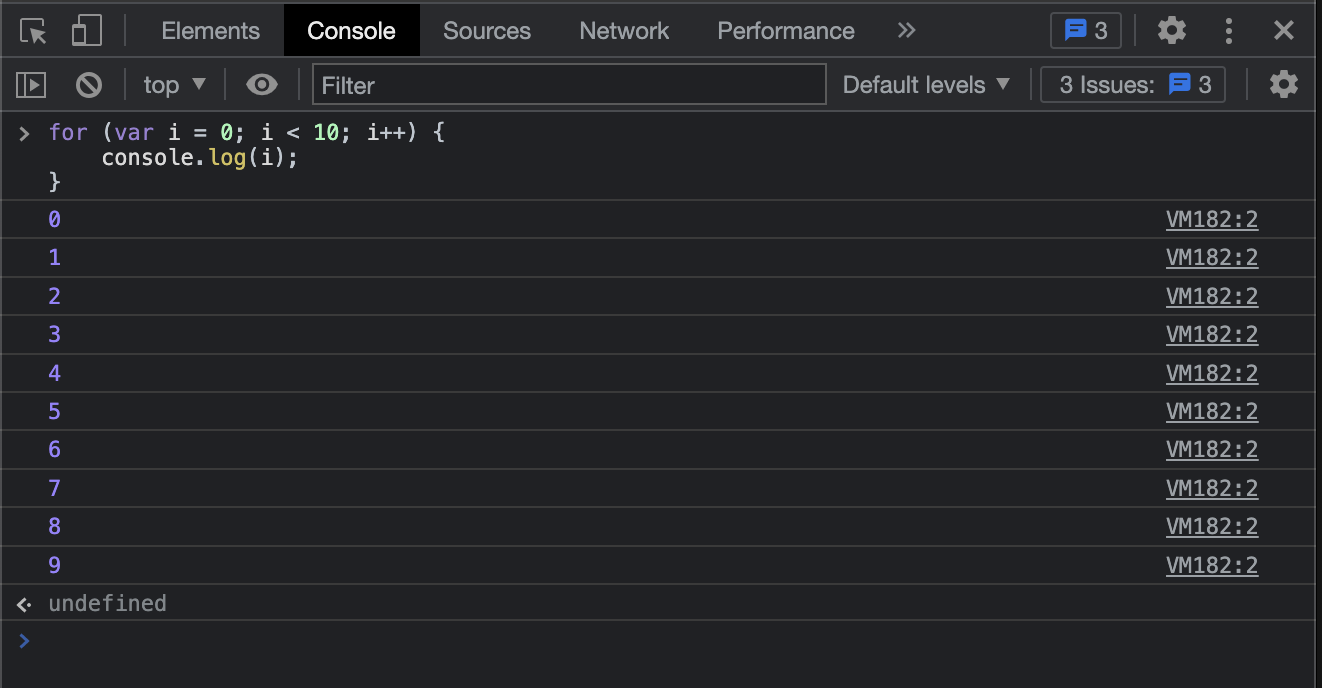 Elements Console Sources Network Performance » 3
top ▼ Filter Default levels ▼ 3 Issues: 3
> for (var i = 0; i < 10; i++) {
    console.log(i);
}
0 VM182:2
1 VM182:2
2 VM182:2
3 VM182:2
4 VM182:2
5 VM182:2
6 VM182:2
7 VM182:2
8 VM182:2
9 VM182:2
undefined
>